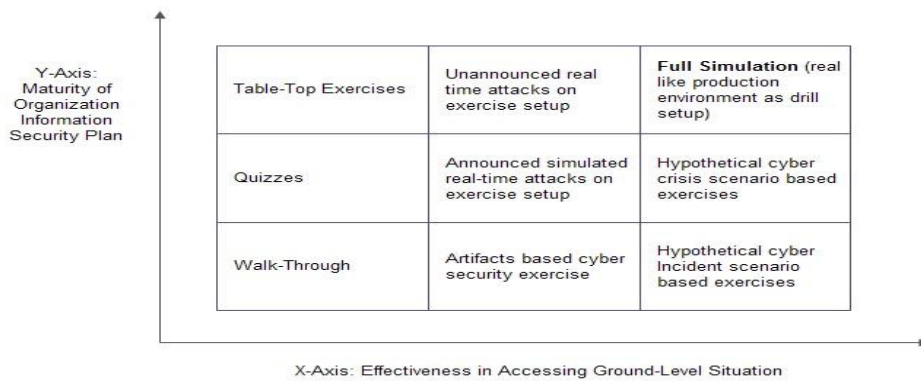 Y-Axis:
Maturity of
Organization
Information
Security Plan
Table-Top Exercises
Unannounced real
time attacks on
exercise setup
Full Simulation (real
like production
environment as drill
setup)
Quizzes
Announced simulated
real-time attacks on
exercise setup
Hypothetical cyber
crisis scenario based
exercises
Walk-Through
Artifacts based cyber
security exercise
Hypothetical cyber
Incident scenario
based exercises
X-Axis: Effectiveness in Accessing Ground-Level Situation